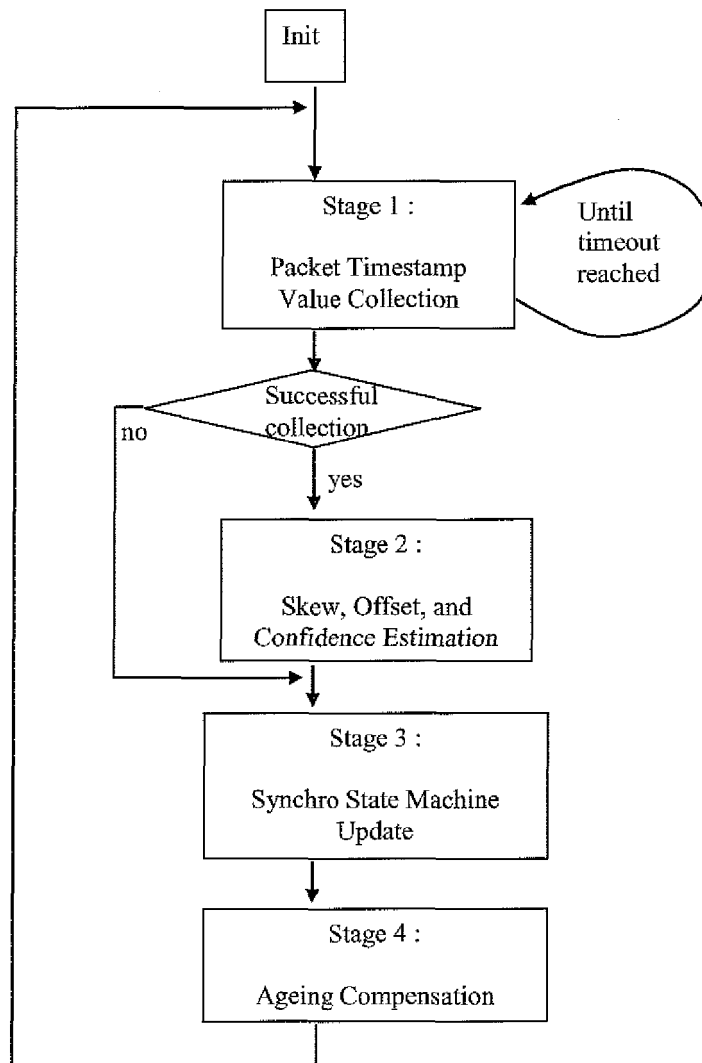 Init
Stage 1 :
Packet Timestamp
Value Collection
Until
timeout
reached
Successful
collection
no
yes
Stage 2 :
Skew, Offset, and
Confidence Estimation
Stage 3 :
Synchro State Machine
Update
Stage 4 :
Ageing Compensation